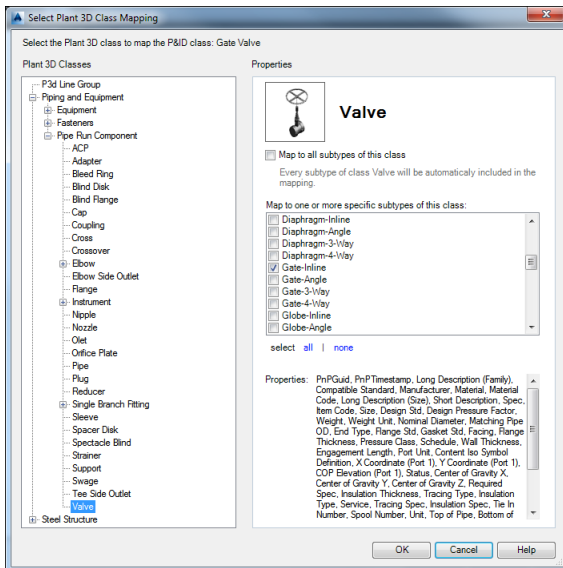 Select Plant 3D Class Mapping
Select the Plant 3D class to map the P&ID class: Gate Valve
Plant 3D Classes
P3d Line Group
Piping and Equipment
Equipment
Fasteners
Pipe Run Component
ACP
Adapter
Bleed Ring
Blind Disk
Blind Flange
Cap
Coupling
Cross
Crossover
Elbow
Elbow Side Outlet
Flange
Instrument
Nipple
Nozzle
Olet
Orifice Plate
Pipe
Plug
Reducer
Single Branch Fitting
Sleeve
Spacer Disk
Spectacle Blind
Strainer
Support
Swage
Tee Side Outlet
Valve
Steel Structure
Properties
Valve
Map to all subtypes of this class
Every subtype of class Valve will be automaticaly included in the
mapping.
Map to one or more specific subtypes of this class:
Diaphragm-Inline
Diaphragm-Angle
Diaphragm-3-Way
Diaphragm-4-Way
Gate-Inline
Gate-Angle
Gate-3-Way
Gate-4-Way
Globe-Inline
Globe-Angle
select all | none
Properties: PnPGuid, PnPTimestamp, Long Description (Family),
Compatible Standard, Manufacturer, Material, Material
Code, Long Description (Size), Short Description, Spec,
Item Code, Size, Design Std, Design Pressure Factor,
Weight, Weight Unit, Nominal Diameter, Matching Pipe
OD, End Type, Flange Std, Gasket Std, Facing, Flange
Thickness, Pressure Class, Schedule, Wall Thickness,
Engagement Length, Port Unit, Content Iso Symbol
Definition, X Coordinate (Port 1), Y Coordinate (Port 1),
COP Elevation (Port 1), Status, Center of Gravity X,
Center of Gravity Y, Center of Gravity Z, Required
Spec, Insulation Thickness, Tracing Type, Insulation
Type, Service, Tracing Spec, Insulation Spec, Tie In
Number, Spool Number, Unit, Top of Pipe, Bottom of
OK Cancel Help